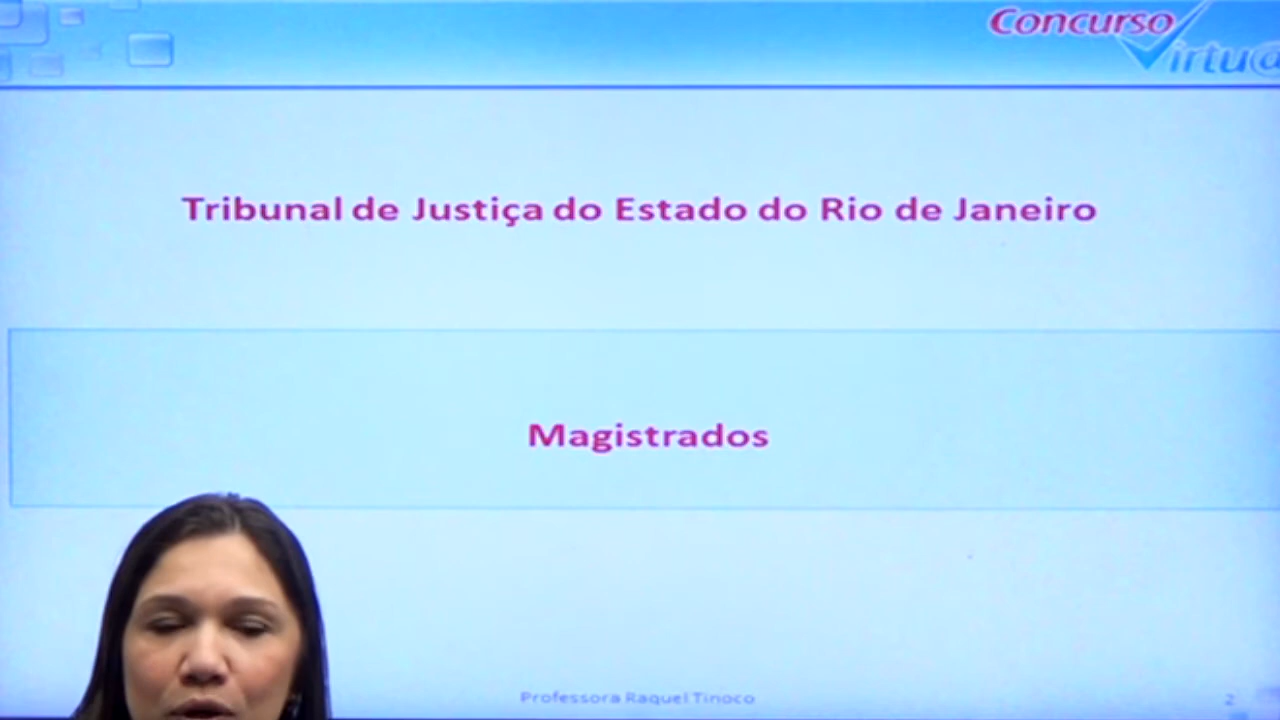 Concurso
Virtu@
Tribunal de Justiça do Estado do Rio de Janeiro
Magistrados
Professora Raquel Tinoco
2